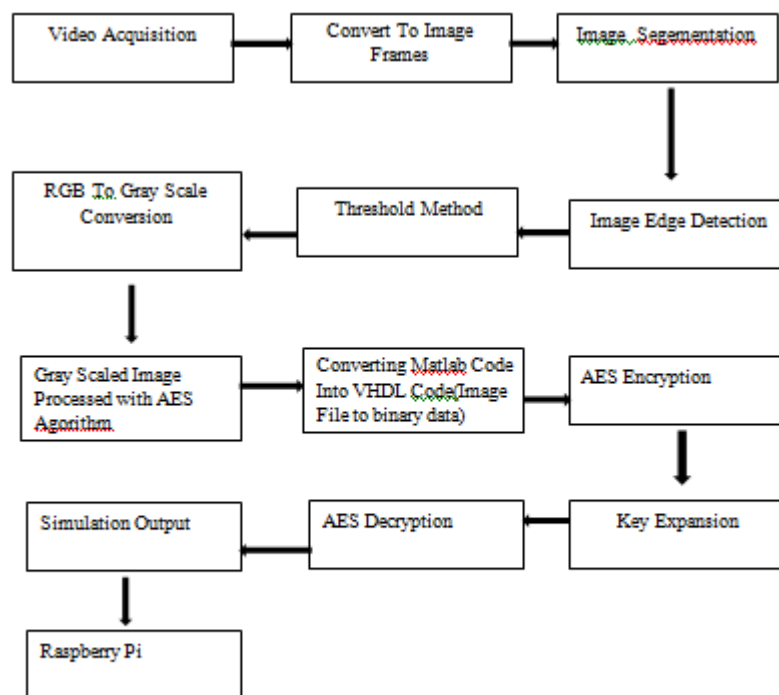 Video Acquisition
Convert To Image
Frames
Image Segementation
Image Edge Detection
Threshold Method
RGB To Gray Scale
Conversion
Gray Scaled Image
Processed with AES
Agorithm
Converting Matlab Code
Into VHDL Code(Image
File to binary data)
AES Encryption
Key Expansion
AES Decryption
Simulation Output
Raspberry Pi